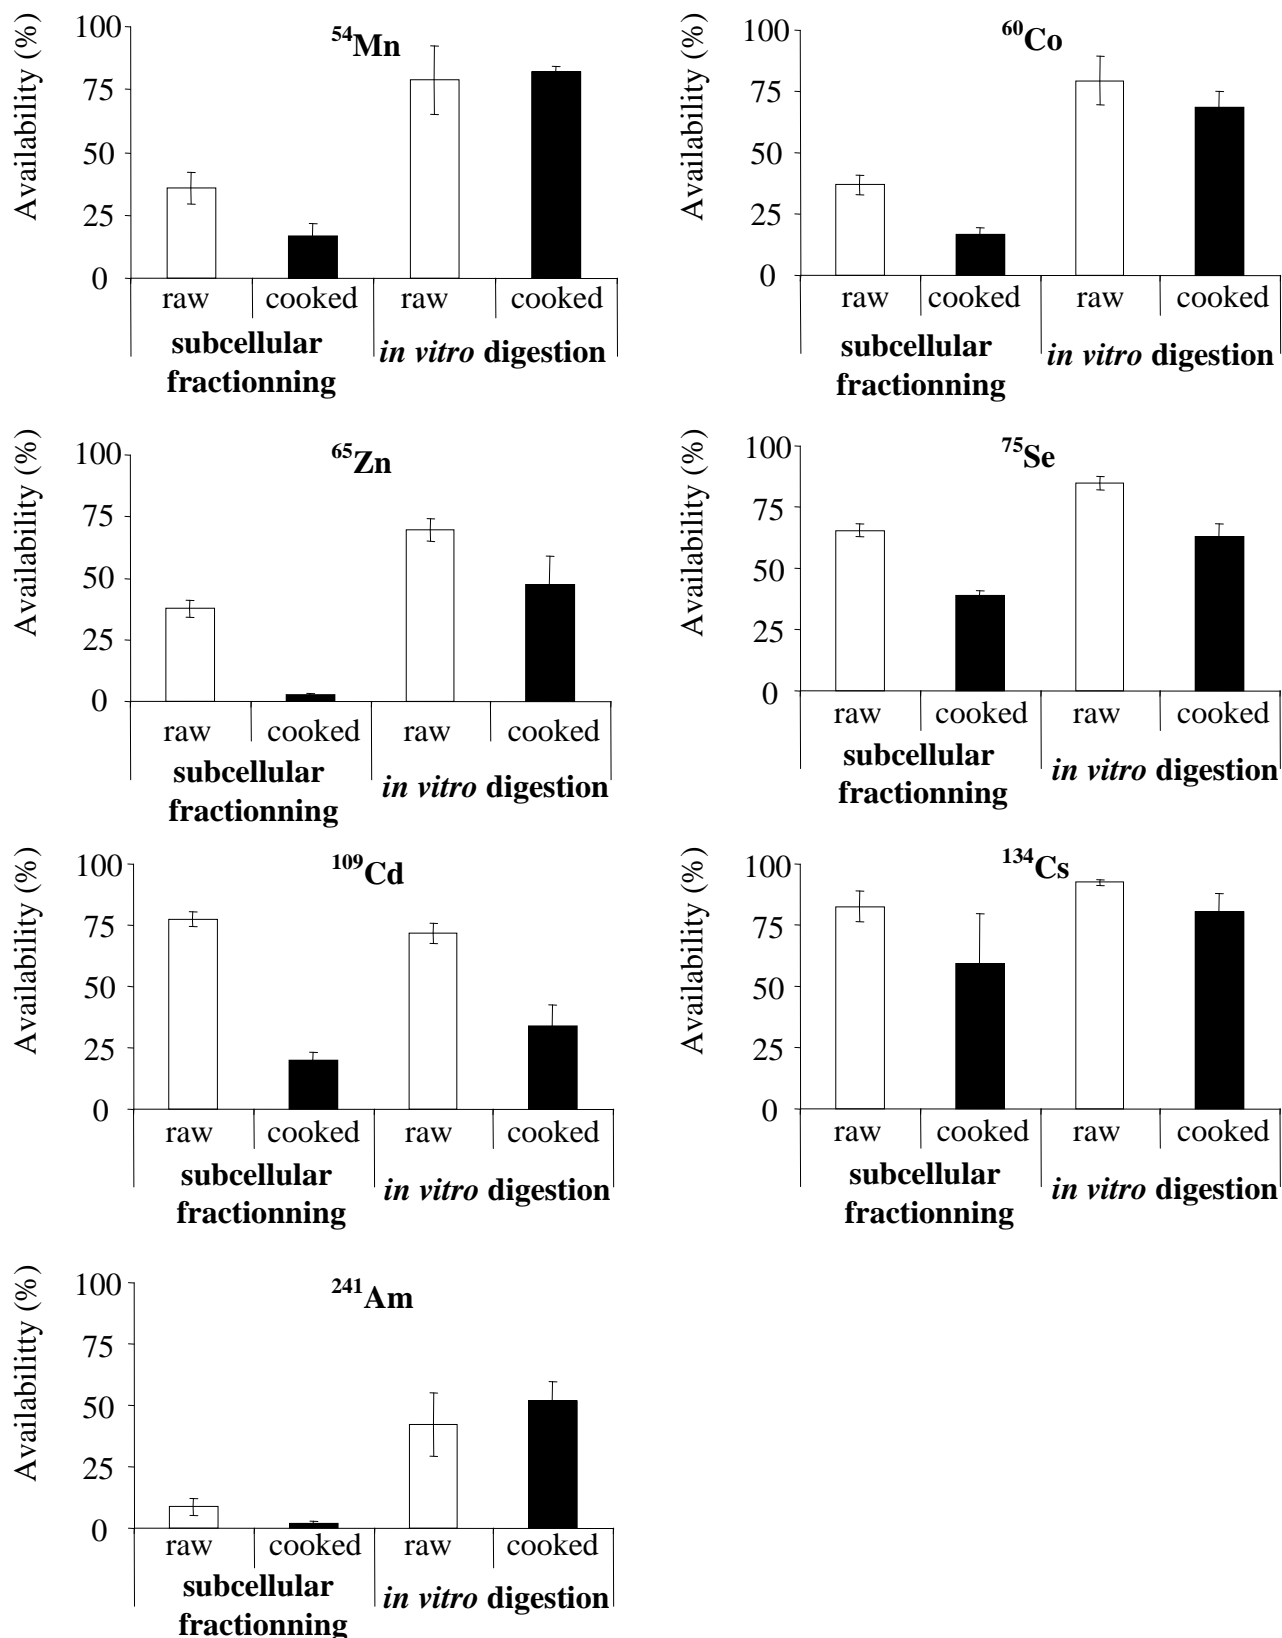 Availability (%)
⁵⁴Mn
100
75
50
25
0
raw cooked raw cooked
subcellular
fractionning
in vitro digestion
Availability (%)
⁶⁰Co
100
75
50
25
0
raw cooked raw cooked
subcellular
fractionning
in vitro digestion
Availability (%)
⁶⁵Zn
100
75
50
25
0
raw cooked raw cooked
subcellular
fractionning
in vitro digestion
Availability (%)
⁷⁵Se
100
75
50
25
0
raw cooked raw cooked
subcellular
fractionning
in vitro digestion
Availability (%)
¹⁰⁹Cd
100
75
50
25
0
raw cooked raw cooked
subcellular
fractionning
in vitro digestion
Availability (%)
¹³⁴Cs
100
75
50
25
0
raw cooked raw cooked
subcellular
fractionning
in vitro digestion
Availabilitty (%)
²⁴¹Am
100
75
50
25
0
raw cooked raw cooked
subcellular
fractionning
in vitro digestion